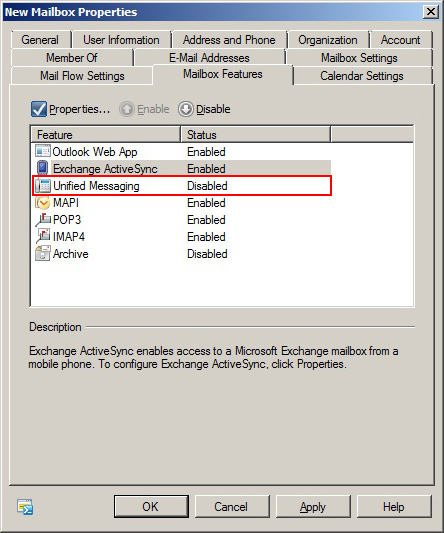 New Mailbox Properties
General User Information Address and Phone Organization Account
Member Of E-Mail Addresses Mailbox Settings
Mail Flow Settings Mailbox Features Calendar Settings
Properties... Enable Disable
Feature Status
Outlook Web App Enabled
Exchange ActiveSync Enabled
Unified Messaging Disabled
MAPI Enabled
POP3 Enabled
IMAP4 Enabled
Archive Disabled
Description
Exchange ActiveSync enables access to a Microsoft Exchange mailbox from a
mobile phone. To configure Exchange ActiveSync, click Properties.
OK Cancel Apply Help